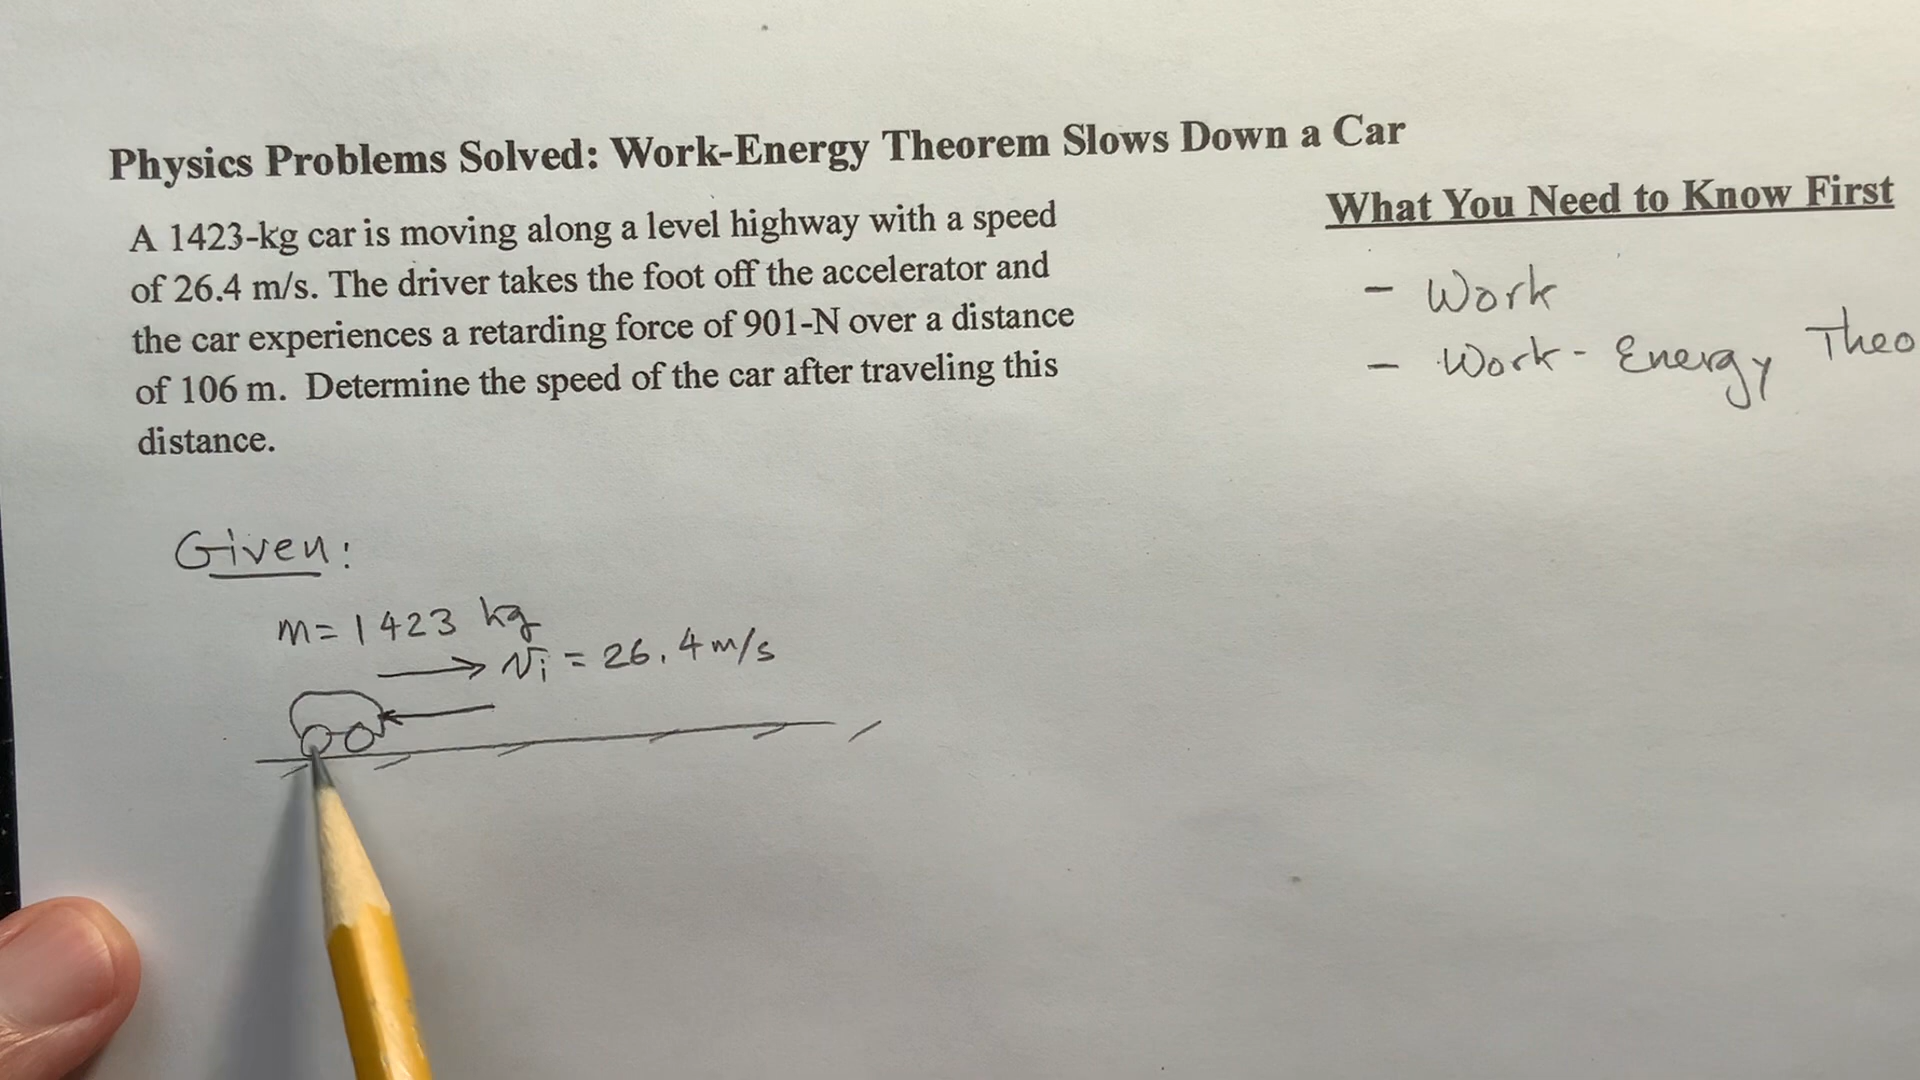 Physics Problems Solved: Work-Energy Theorem Slows Down a Car
A 1423-kg car is moving along a level highway with a speed
of 26.4 m/s. The driver takes the foot off the accelerator and
the car experiences a retarding force of 901-N over a distance
of 106 m. Determine the speed of the car after traveling this
distance.
What You Need to Know First
- Work
- Work-Energy Theo
Given:
m = 1423 kg
vi = 26.4 m/s